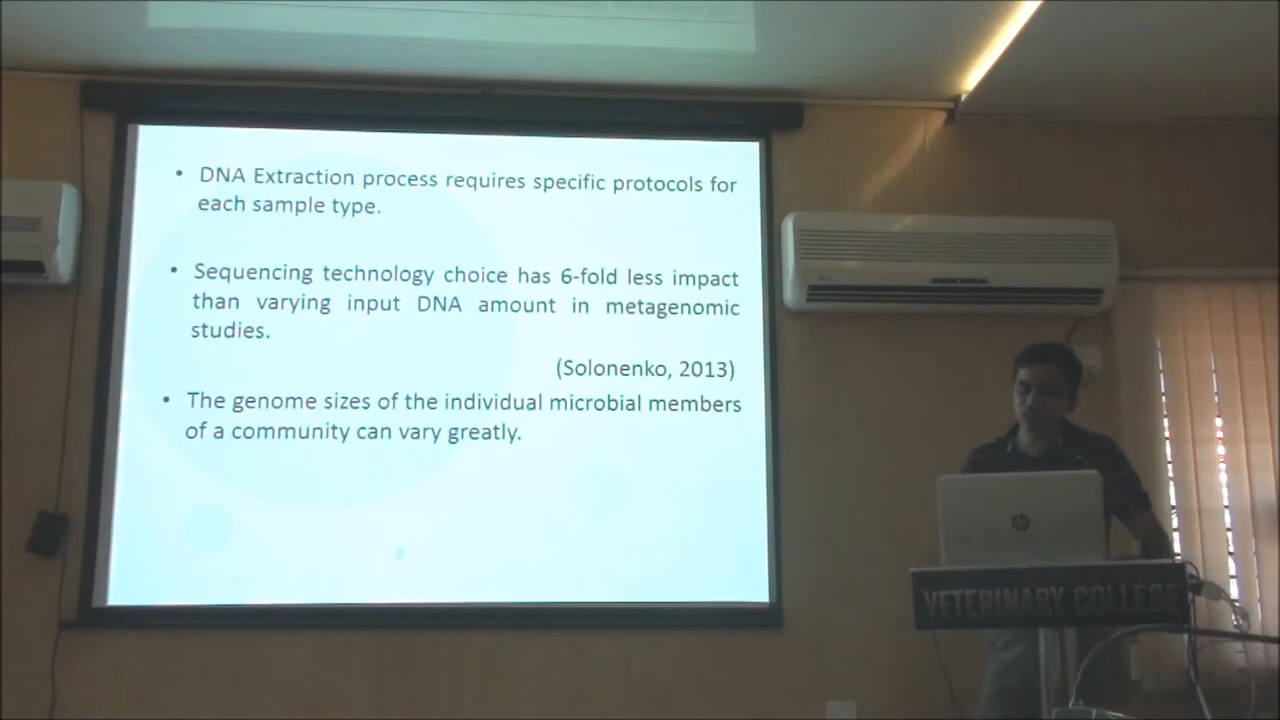 • DNA Extraction process requires specific protocols for
each sample type.
• Sequencing technology choice has 6-fold less impact
than varying input DNA amount in metagenomic
studies.
(Solonenko, 2013)
• The genome sizes of the individual microbial members
of a community can vary greatly.
hp
VETERINARY COLLEGE